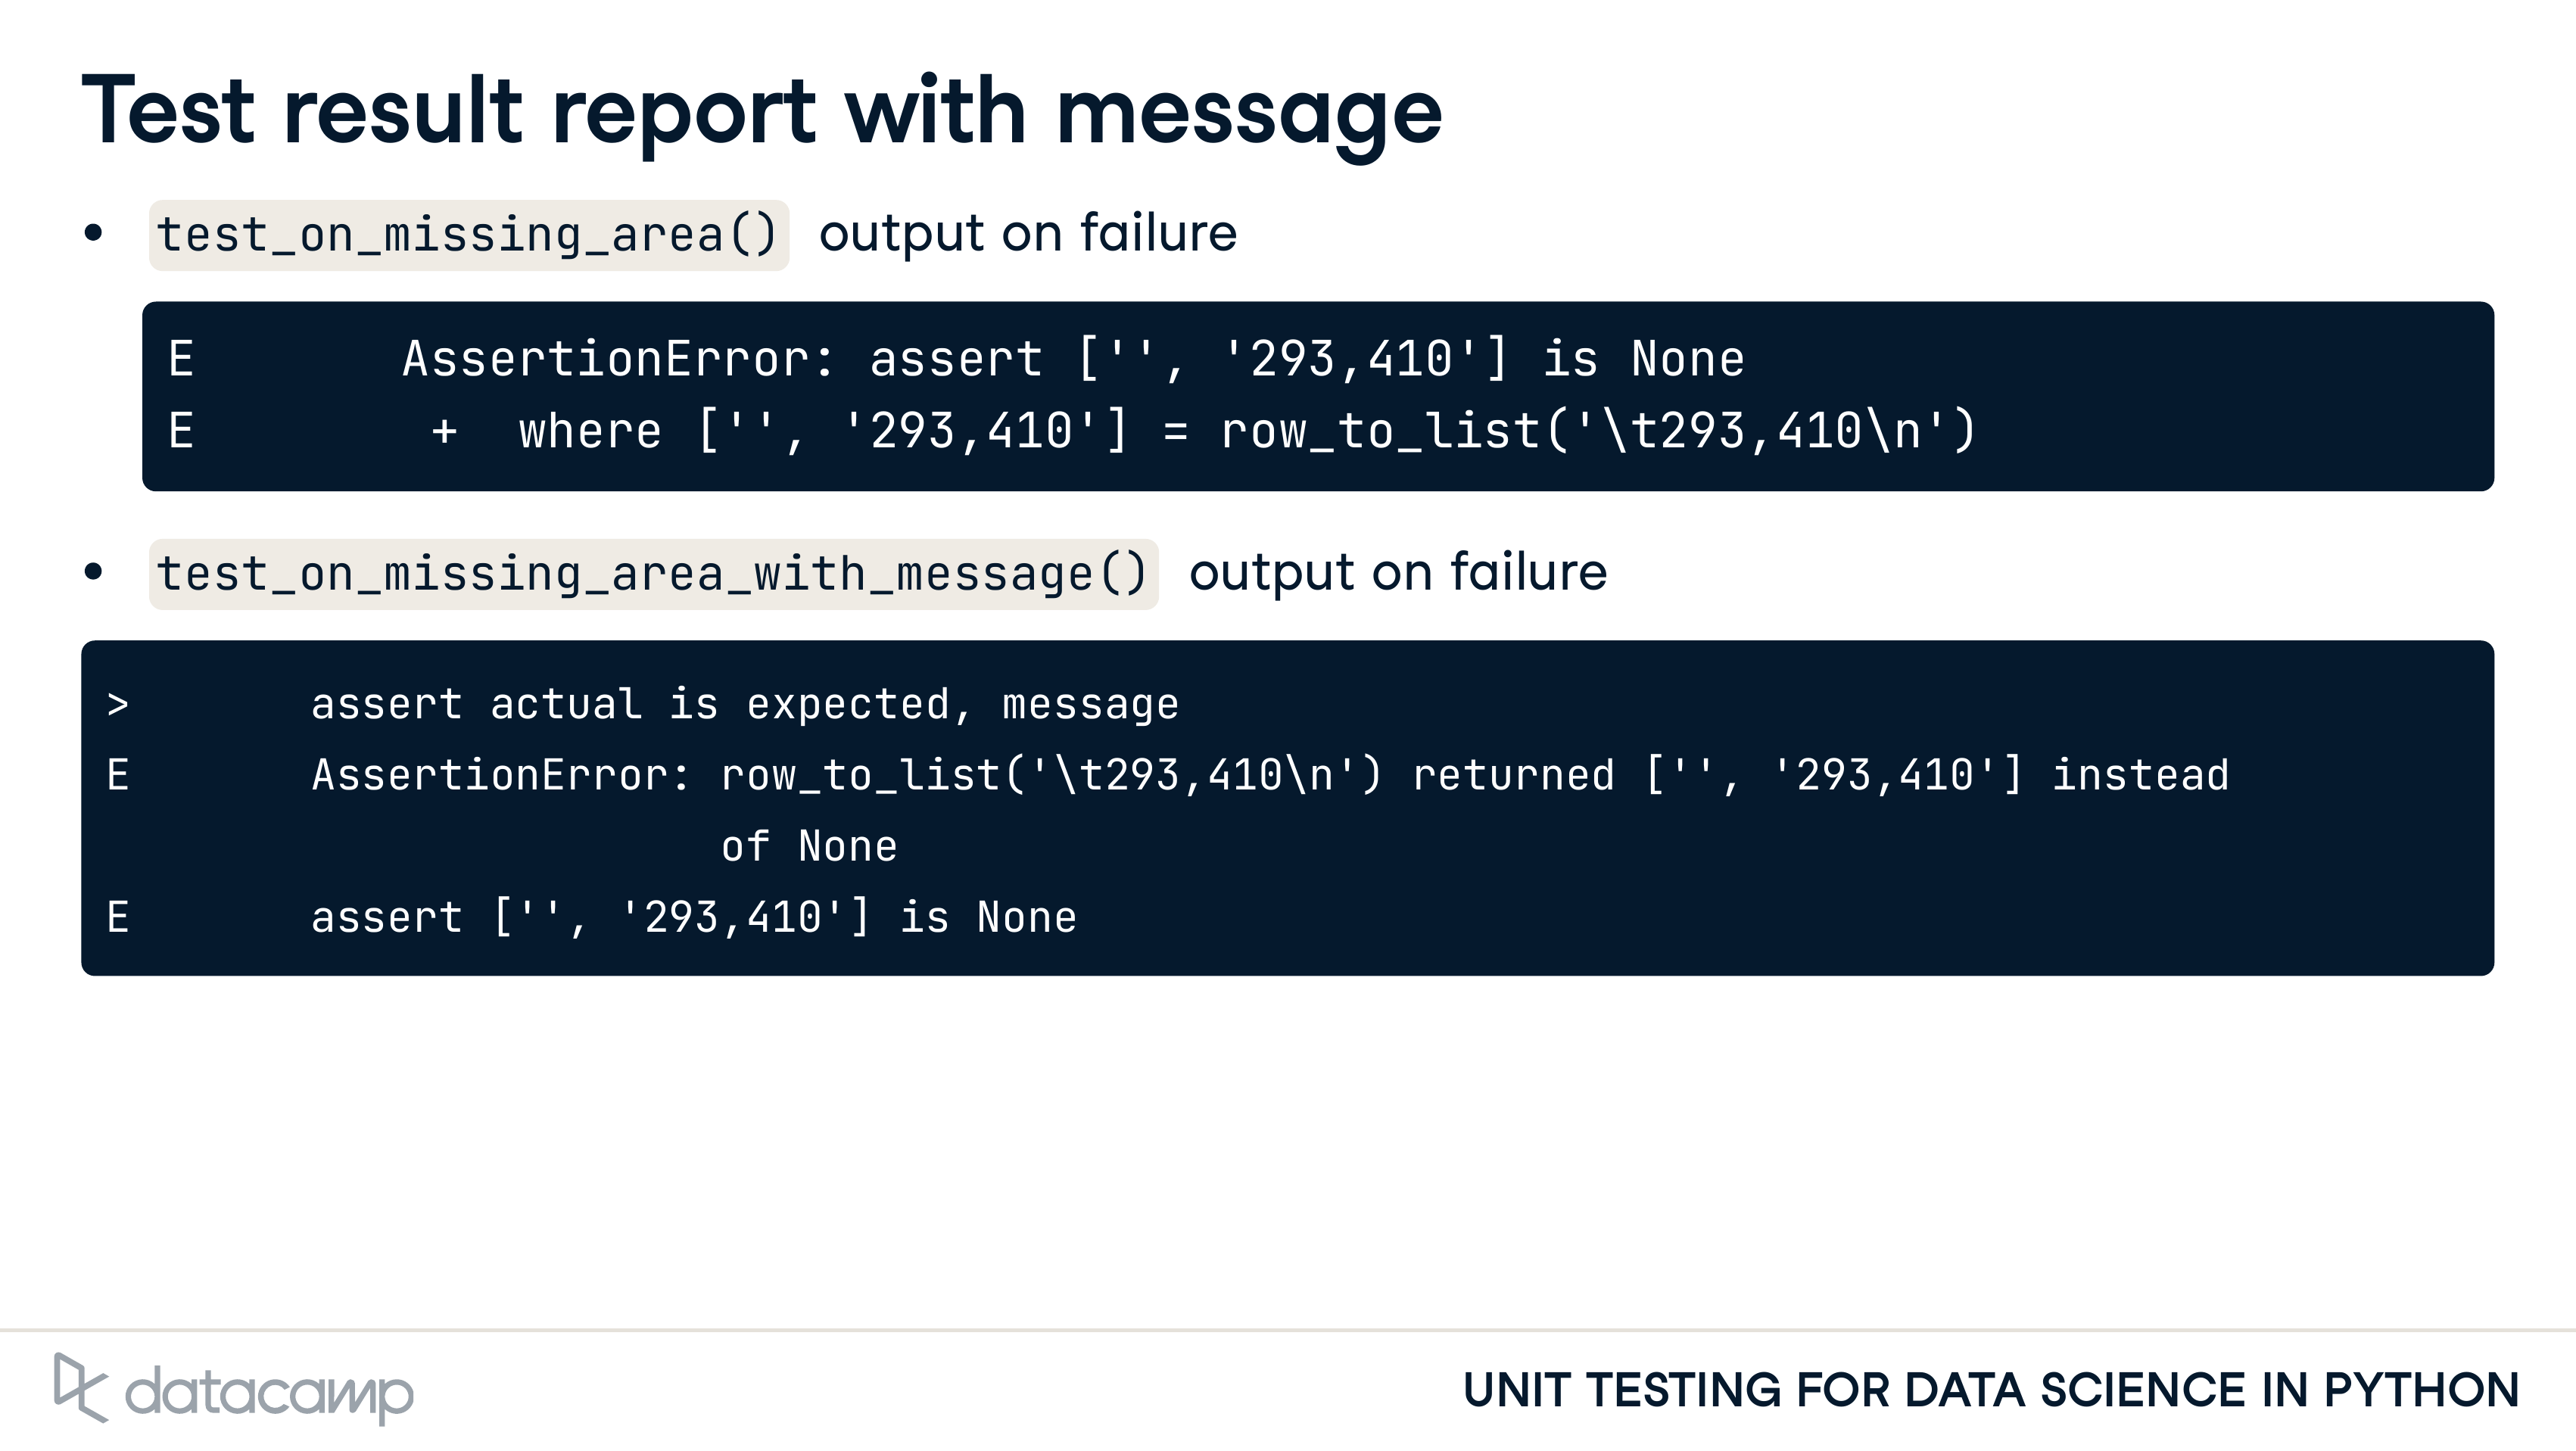 Test result report with message
• test_on_missing_area() output on failure
E       AssertionError: assert ['', '293,410'] is None
E        +  where ['', '293,410'] = row_to_list('\t293,410\n')
• test_on_missing_area_with_message() output on failure
>       assert actual is expected, message
E       AssertionError: row_to_list('\t293,410\n') returned ['', '293,410'] instead
                        of None
E       assert ['', '293,410'] is None
datacamp
UNIT TESTING FOR DATA SCIENCE IN PYTHON